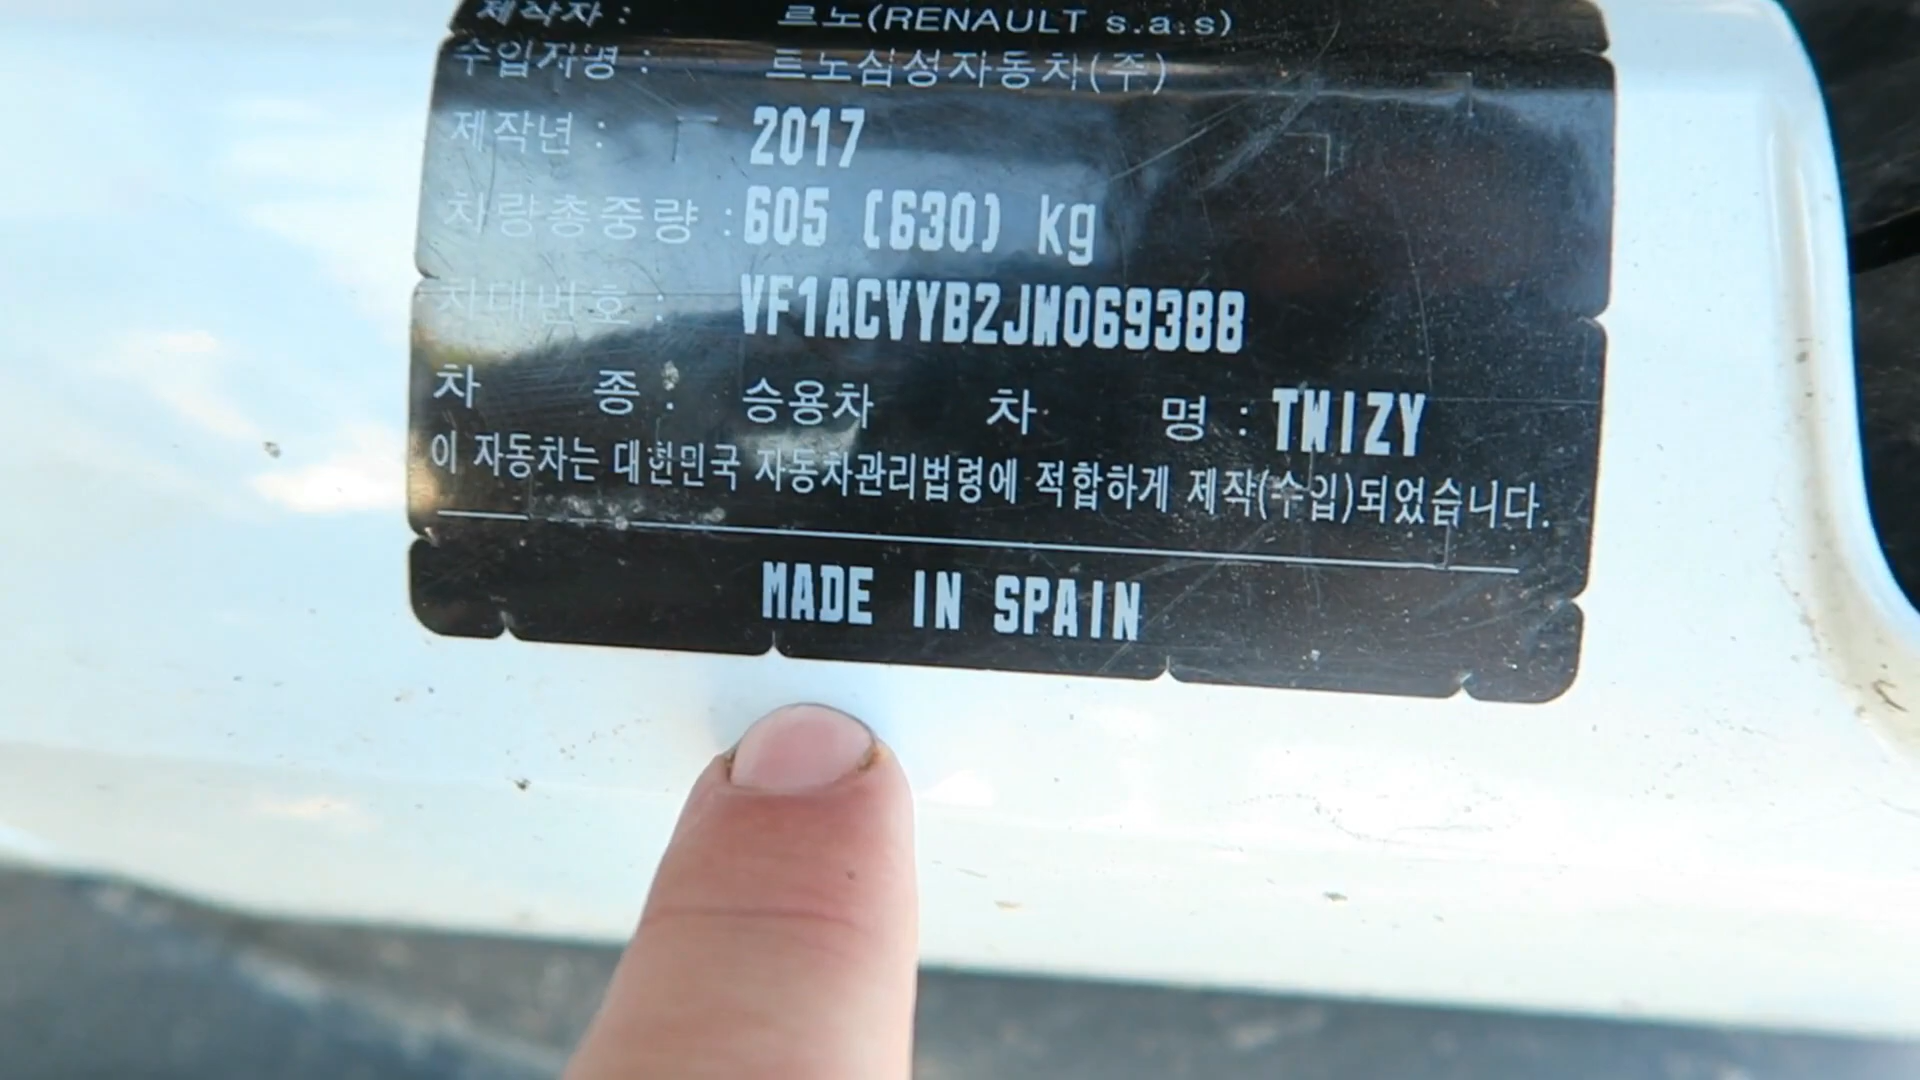 제작자 : 르노(RENAULT s.a.s)
수입자명 : 르노삼성자동차(주)
제작년 : 2017
차량총중량 : 605 (630) kg
차대번호 : VF1ACVYB2JW069388
차 종 : 승용차 차 명 : TWIZY
이 자동차는 대한민국 자동차관리법령에 적합하게 제작(수입)되었습니다.
MADE IN SPAIN